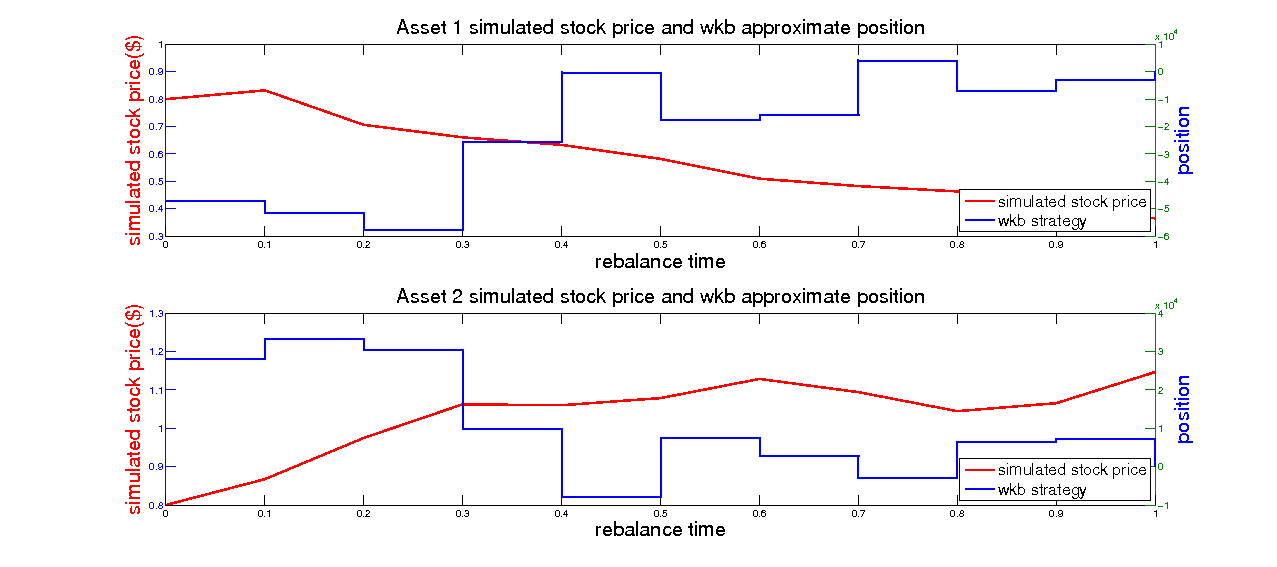 Asset 1 simulated stock price and wkb approximate position
x 10^4
simulated stock price($)
1
0.9
0.8
0.7
0.6
0.5
0.4
0.3
1
0
−1
−2
−3
−4
−5
−6
position
simulated stock price
wkb strategy
0 0.1 0.2 0.3 0.4 0.5 0.6 0.7 0.8 0.9 1
rebalance time
Asset 2 simulated stock price and wkb approximate position
x 10^4
simulated stock price($)
1.3
1.2
1.1
1
0.9
0.8
4
3
2
1
0
−1
position
simulated stock price
wkb strategy
0 0.1 0.2 0.3 0.4 0.5 0.6 0.7 0.8 0.9 1
rebalance time